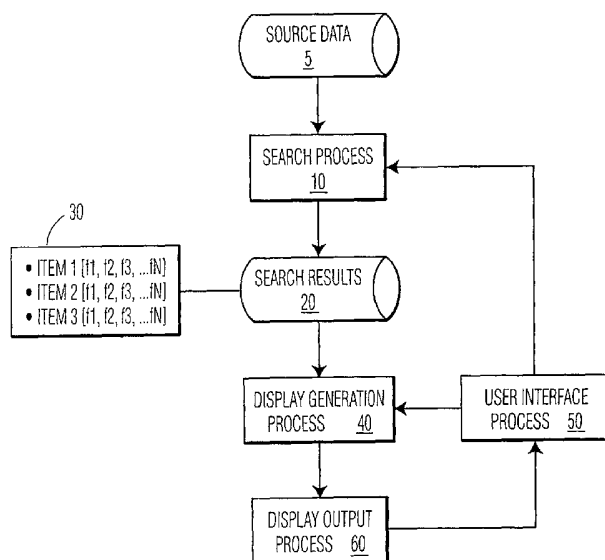 SOURCE DATA
5
SEARCH PROCESS
10
30
• ITEM 1 [f1, f2, f3, ...fN]
• ITEM 2 [f1, f2, f3, ...fN]
• ITEM 3 [f1, f2, f3, ...fN]
SEARCH RESULTS
20
DISPLAY GENERATION
PROCESS 40
USER INTERFACE
PROCESS 50
DISPLAY OUTPUT
PROCESS 60